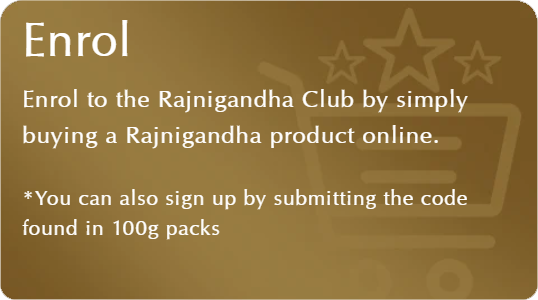 Enrol
Enrol to the Rajnigandha Club by simply
buying a Rajnigandha product online.
*You can also sign up by submitting the code
found in 100g packs